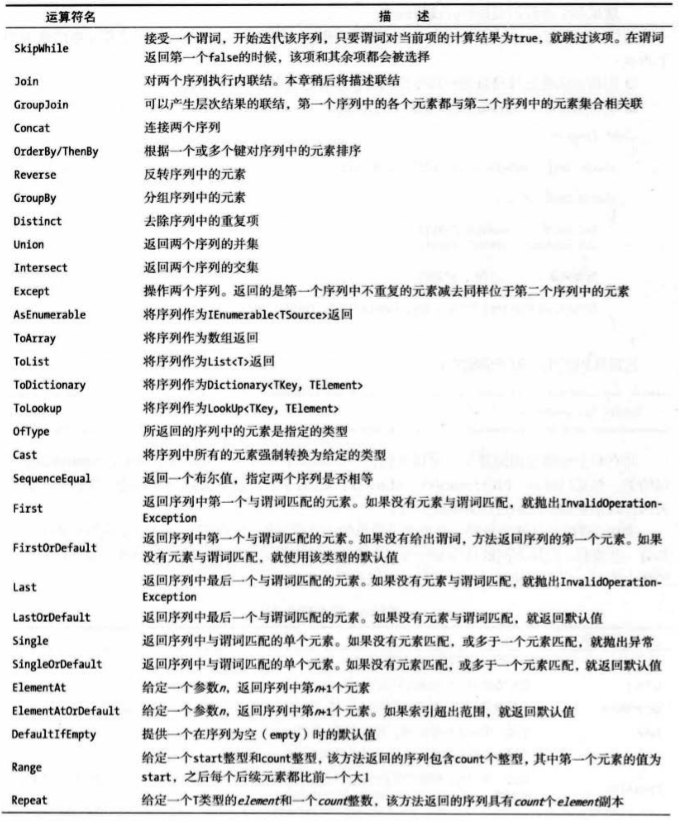 运算符名 描 述
SkipWhile 接受一个谓词，开始迭代该序列，只要谓词对当前项的计算结果为true，就跳过该项。在谓词
返回第一个false的时候，该项和其余项都会被选择
Join 对两个序列执行内联结。本章稍后将描述联结
GroupJoin 可以产生层次结果的联结，第一个序列中的各个元素都与第二个序列中的元素集合相关联
Concat 连接两个序列
OrderBy/ThenBy 根据一个或多个键对序列中的元素排序
Reverse 反转序列中的元素
GroupBy 分组序列中的元素
Distinct 去除序列中的重复项
Union 返回两个序列的并集
Intersect 返回两个序列的交集
Except 操作两个序列。返回的是第一个序列中不重复的元素减去同样位于第二个序列中的元素
AsEnumerable 将序列作为IEnumerable<TSource>返回
ToArray 将序列作为数组返回
ToList 将序列作为List<T>返回
ToDictionary 将序列作为Dictionary<TKey, TElement>
ToLookup 将序列作为LookUp<TKey, TElement>
OfType 所返回的序列中的元素是指定的类型
Cast 将序列中所有的元素强制转换为给定的类型
SequenceEqual 返回一个布尔值，指定两个序列是否相等
First 返回序列中第一个与谓词匹配的元素。如果没有元素与谓词匹配，就抛出InvalidOperation-
Exception
FirstOrDefault 返回序列中第一个与谓词匹配的元素。如果没有给出谓词，方法返回序列的第一个元素。如果
没有元素与谓词匹配，就使用该类型的默认值
Last 返回序列中最后一个与谓词匹配的元素。如果没有元素与谓词匹配，就抛出InvalidOperation-
Exception
LastOrDefault 返回序列中最后一个与谓词匹配的元素。如果没有元素与谓词匹配，就返回默认值
Single 返回序列中与谓词匹配的单个元素。如果没有元素匹配，或多于一个元素匹配，就抛出异常
SingleOrDefault 返回序列中与谓词匹配的单个元素。如果没有元素匹配，或多于一个元素匹配，就返回默认值
ElementAt 给定一个参数n，返回序列中第n+1个元素
ElementAtOrDefault 给定一个参数n，返回序列中第n+1个元素。如果索引超出范围，就返回默认值
DefaultIfEmpty 提供一个在序列为空（empty）时的默认值
Range 给定一个start整型和count整型，该方法返回的序列包含count个整型，其中第一个元素的值为
start，之后每个后续元素都比前一个大1
Repeat 给定一个T类型的element和一个count整数，该方法返回的序列具有count个element副本